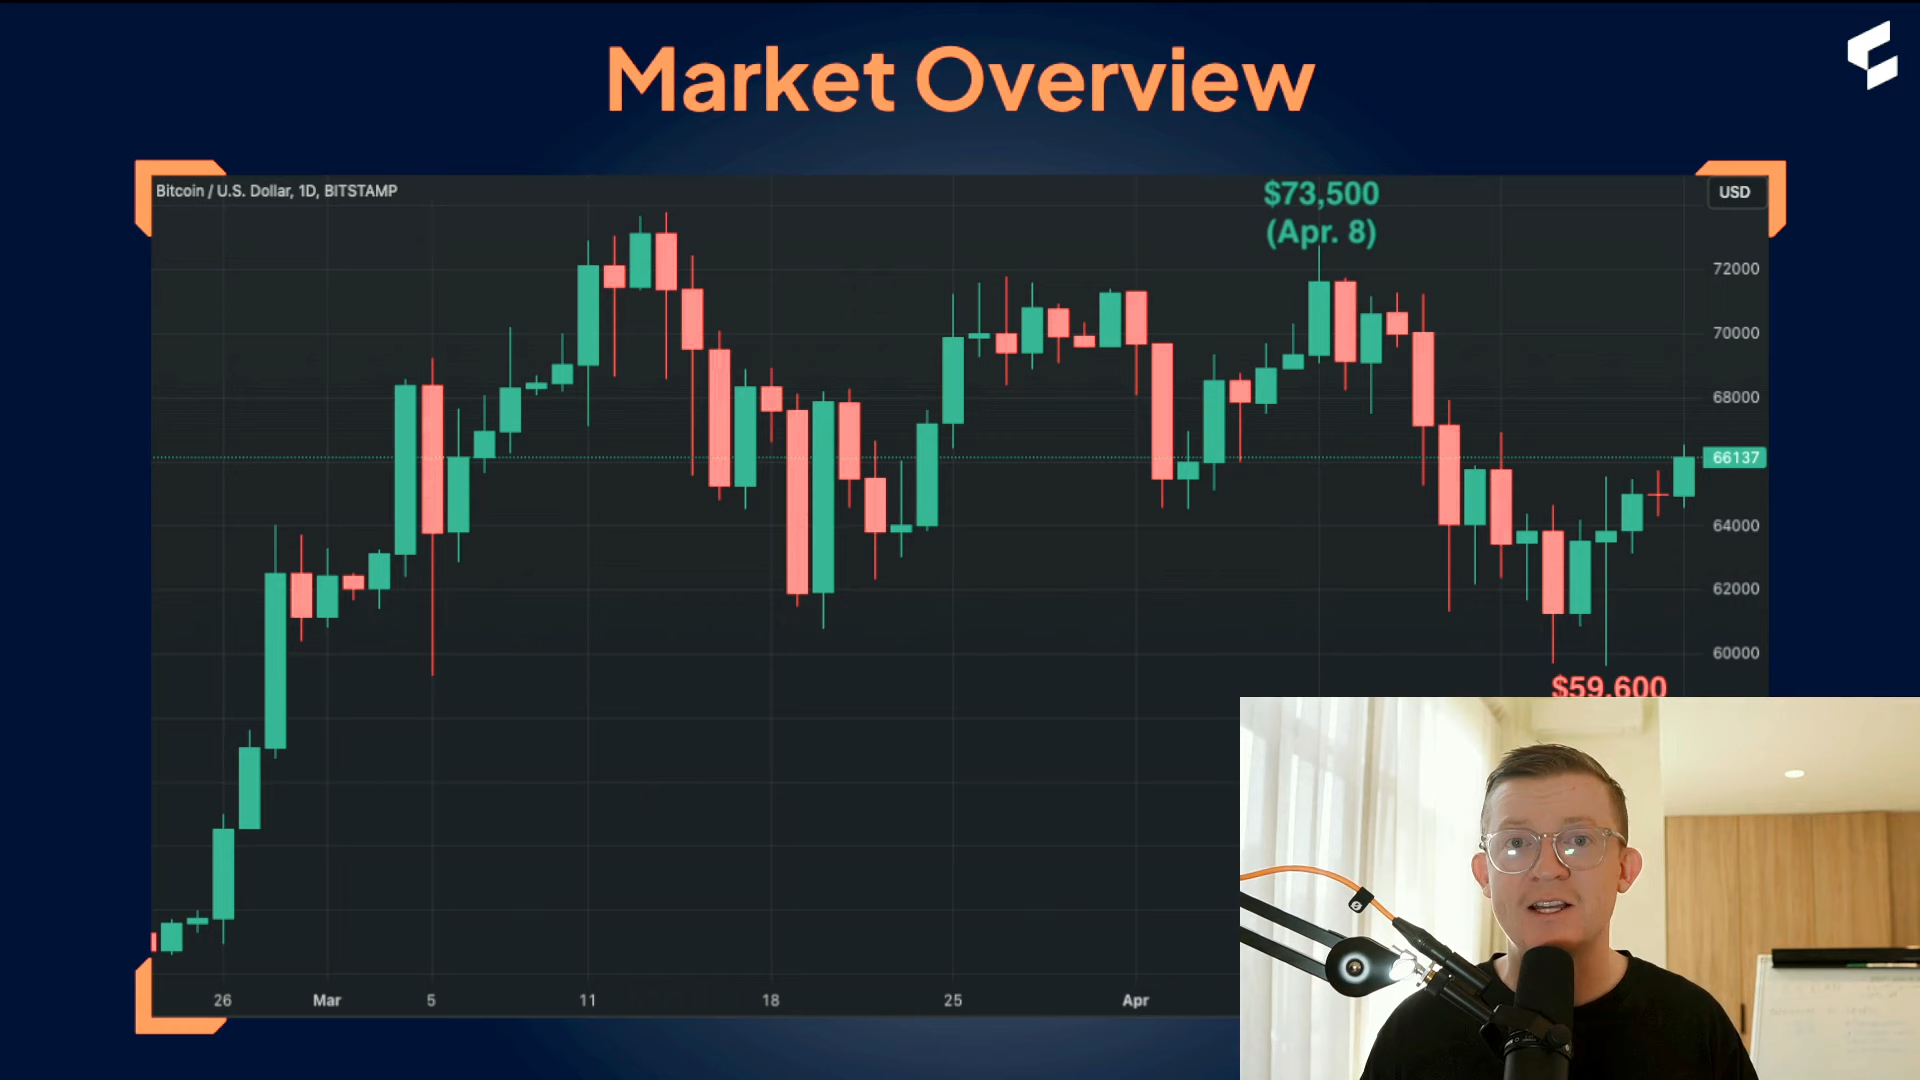 Market Overview
Bitcoin / U.S. Dollar, 1D, BITSTAMP
$73,500
(Apr. 8)
USD
72000
70000
68000
66137
64000
62000
60000
$59,600
26 Mar 5 11 18 25 Apr